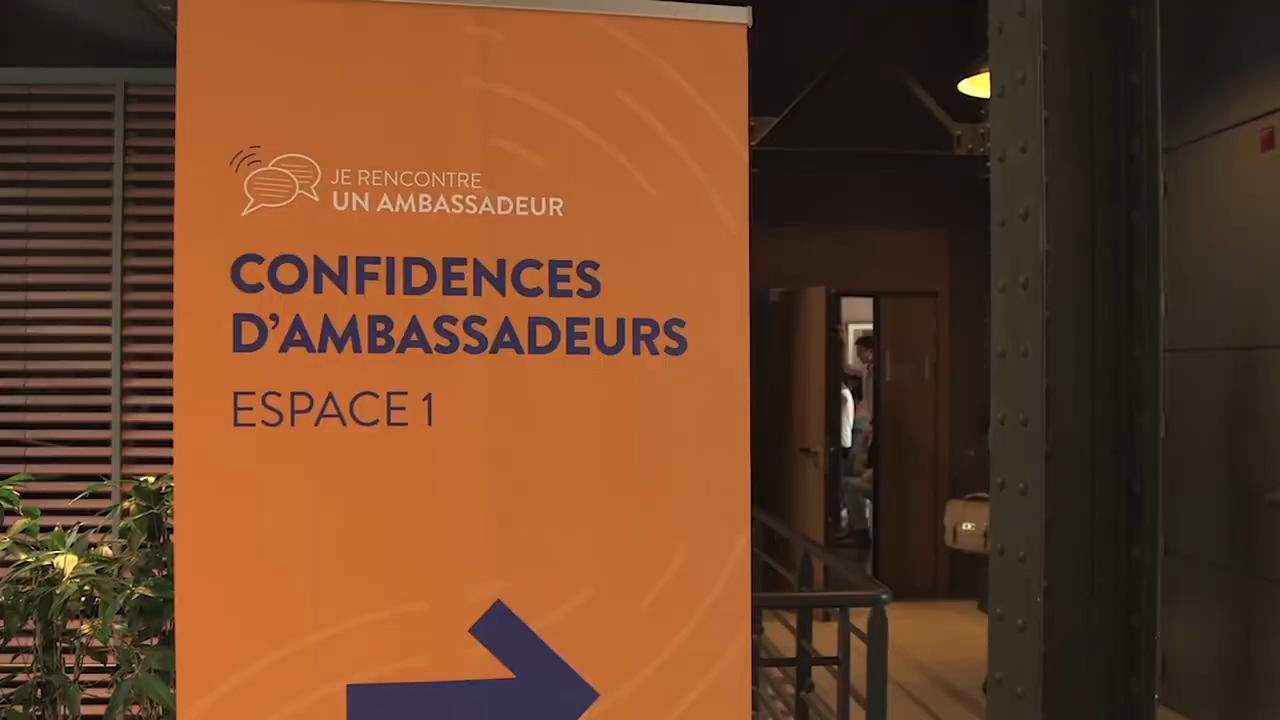 JE RENCONTRE
UN AMBASSADEUR
CONFIDENCES
D’AMBASSADEURS
ESPACE 1